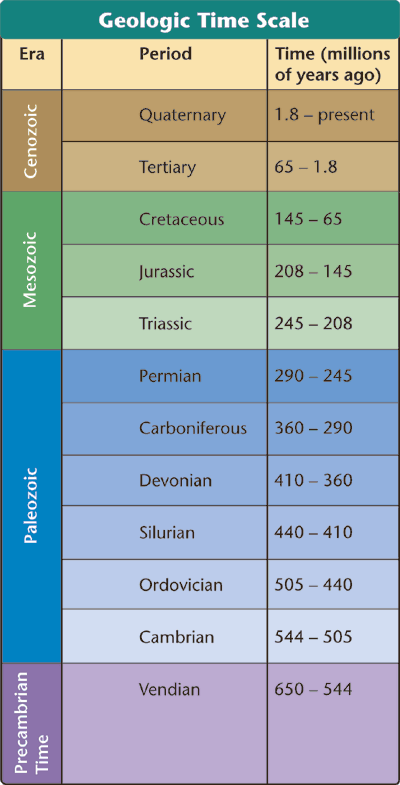 Geologic Time Scale
Era Period Time (millions
of years ago)
Cenozoic
Quaternary 1.8 – present
Tertiary 65 – 1.8
Mesozoic
Cretaceous 145 – 65
Jurassic 208 – 145
Triassic 245 – 208
Paleozoic
Permian 290 – 245
Carboniferous 360 – 290
Devonian 410 – 360
Silurian 440 – 410
Ordovician 505 – 440
Cambrian 544 – 505
Precambrian
Time
Vendian 650 – 544